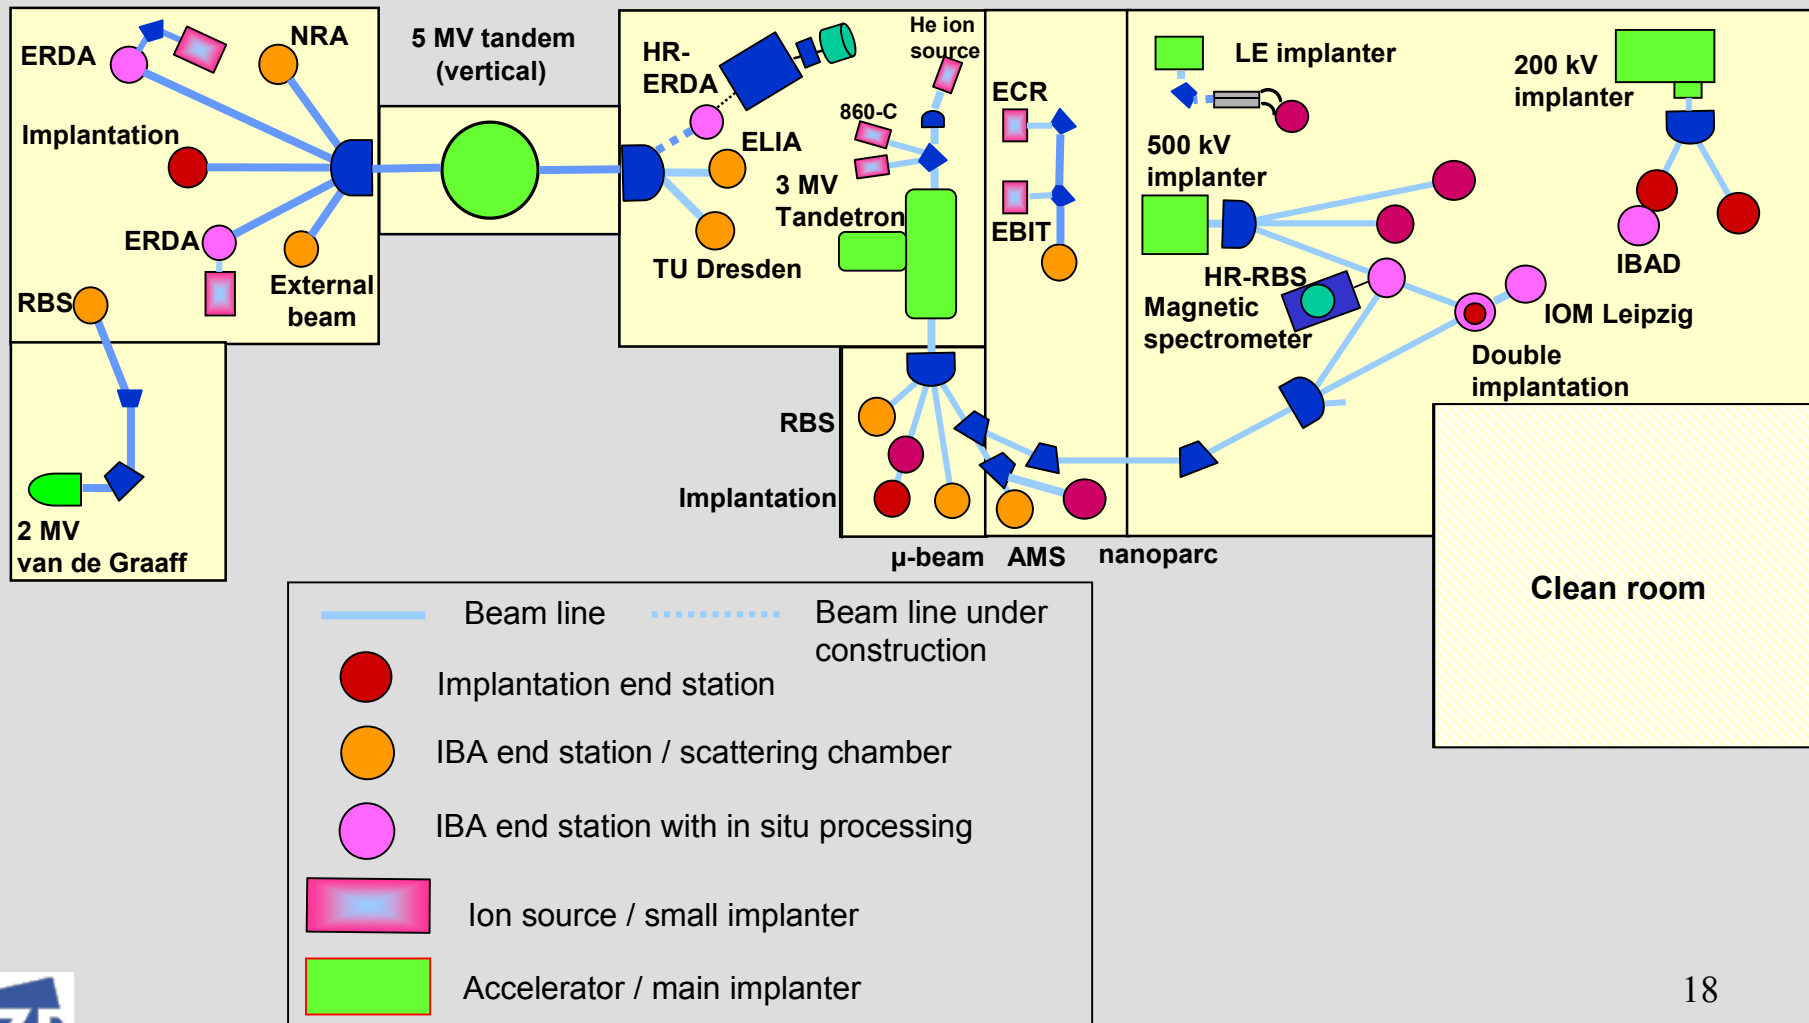 ERDA
NRA
Implantation
ERDA
External
beam
RBS
2 MV
van de Graaff
5 MV tandem
(vertical)
HR-
ERDA
ELIA
TU Dresden
He ion
source
860-C
3 MV
Tandetron
ECR
EBIT
RBS
Implantation
µ-beam
AMS
nanoparc
LE implanter
500 kV
implanter
200 kV
implanter
IBAD
HR-RBS
Magnetic
spectrometer
IOM Leipzig
Double
implantation
Clean room
Beam line
Beam line under
construction
Implantation end station
IBA end station / scattering chamber
IBA end station with in situ processing
Ion source / small implanter
Accelerator / main implanter
18